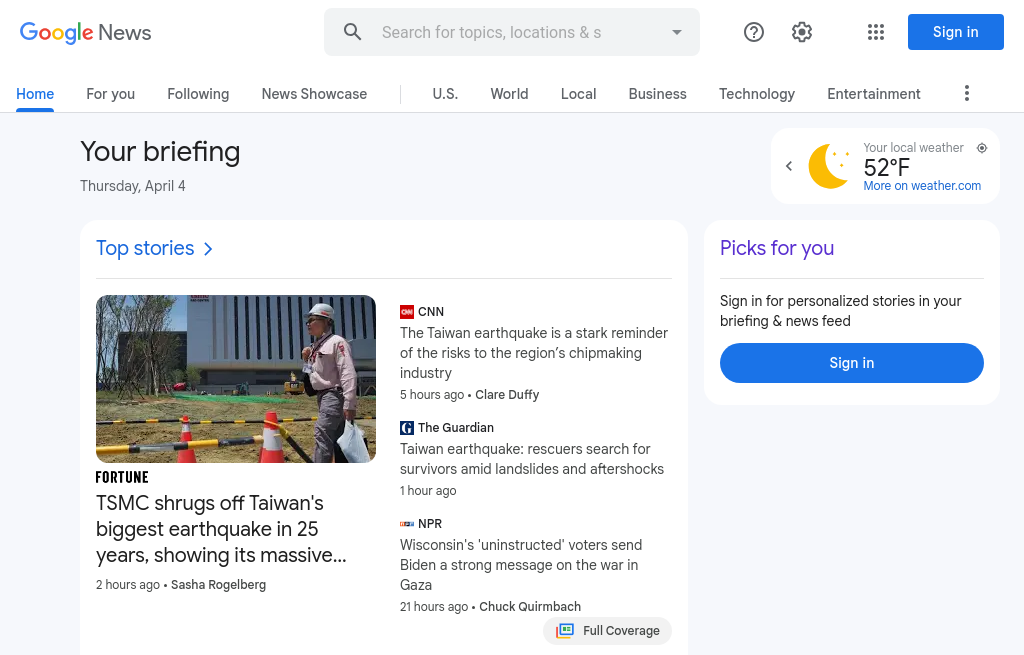 Google News
Search for topics, locations & s
Sign in
Home
For you
Following
News Showcase
U.S.
World
Local
Business
Technology
Entertainment
Your briefing
Thursday, April 4
Your local weather
52°F
More on weather.com
Top stories
FORTUNE
TSMC shrugs off Taiwan's
biggest earthquake in 25
years, showing its massive...
2 hours ago • Sasha Rogelberg
CNN
The Taiwan earthquake is a stark reminder
of the risks to the region’s chipmaking
industry
5 hours ago • Clare Duffy
The Guardian
Taiwan earthquake: rescuers search for
survivors amid landslides and aftershocks
1 hour ago
NPR
Wisconsin's 'uninstructed' voters send
Biden a strong message on the war in
Gaza
21 hours ago • Chuck Quirmbach
Full Coverage
Picks for you
Sign in for personalized stories in your
briefing & news feed
Sign in